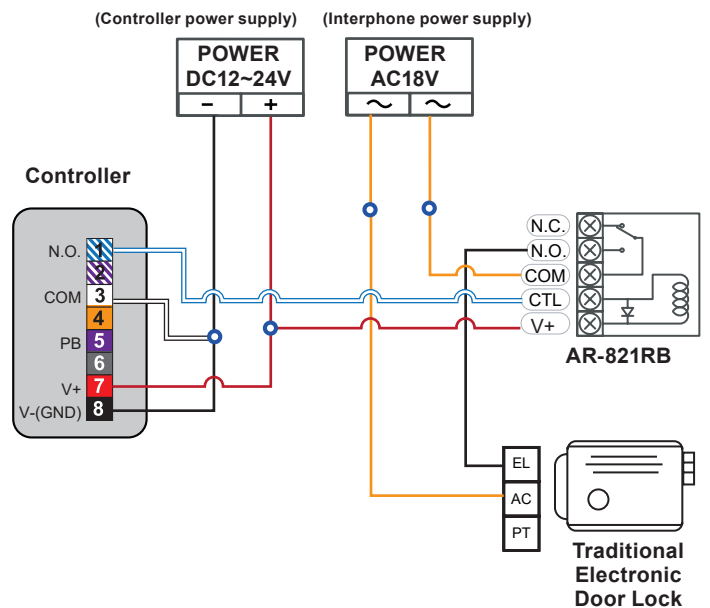 (Controller power supply)
(Interphone power supply)
POWER
DC12~24V
− +
POWER
AC18V
~ ~
Controller
N.O. 1
2
COM 3
4
PB 5
6
V+ 7
V-(GND) 8
N.C.
N.O.
COM
CTL
V+
AR-821RB
EL
AC
PT
Traditional
Electronic
Door Lock